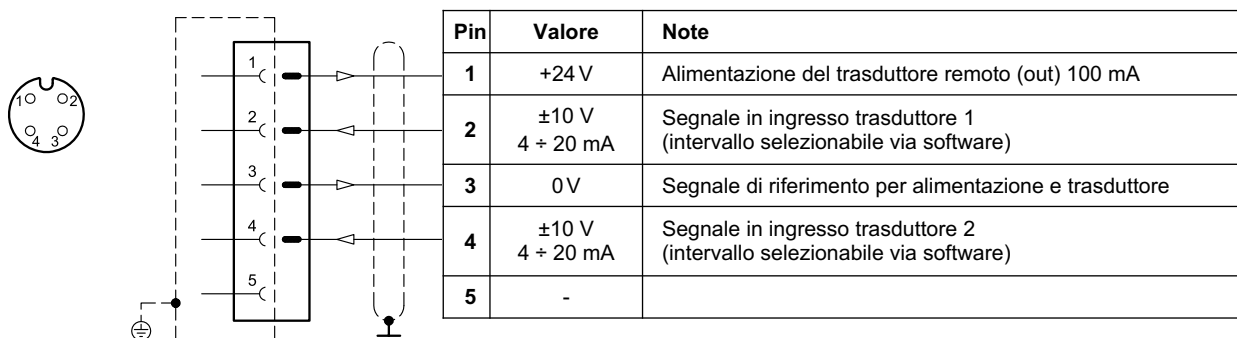 1 2
4 3
1
2
3
4
5
Pin Valore Note
1 +24 V Alimentazione del trasduttore remoto (out) 100 mA
2 ±10 V
4 ÷ 20 mA Segnale in ingresso trasduttore 1
(intervallo selezionabile via software)
3 0 V Segnale di riferimento per alimentazione e trasduttore
4 ±10 V
4 ÷ 20 mA Segnale in ingresso trasduttore 2
(intervallo selezionabile via software)
5 -